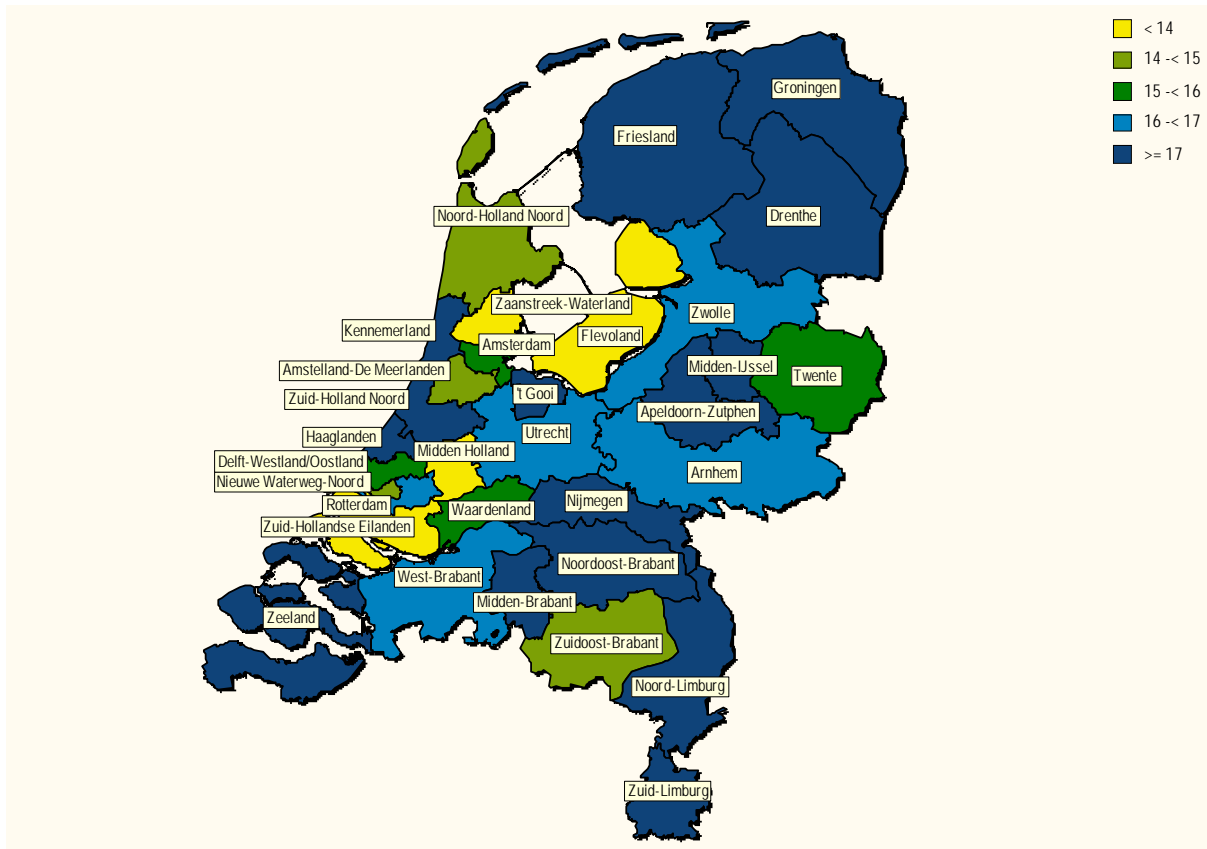 < 14
14 -< 15
15 -< 16
16 -< 17
>= 17
Groningen
Friesland
Drenthe
Noord-Holland Noord
Zaanstreek-Waterland
Zwolle
Kennemerland
Flevoland
Amsterdam
Midden-IJssel
Amstelland-De Meerlanden
Twente
't Gooi
Zuid-Holland Noord
Apeldoorn-Zutphen
Utrecht
Haaglanden
Midden Holland
Delft-Westland/Oostland
Arnhem
Nieuwe Waterweg-Noord
Nijmegen
Rotterdam
Waardenland
Zuid-Hollandse Eilanden
Noordoost-Brabant
West-Brabant
Midden-Brabant
Zeeland
Zuidoost-Brabant
Noord-Limburg
Zuid-Limburg